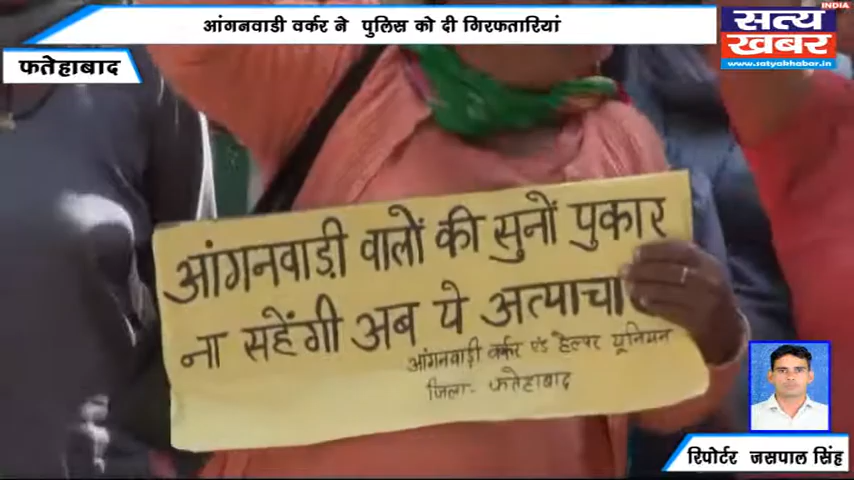 INDIA
आंगनवाडी वर्कर ने पुलिस को दी गिरफतारियां
सत्य
खबर
www.satyakhabar.in
फतेहाबाद
आंगनवाड़ी वालों की सुनों पुकार
ना सहेंगी अब ये अत्याचा
आंगनवाड़ी वर्कर एंड हेल्पर यूनियन
जिला- फतेहाबाद
रिपोर्टर जसपाल सिंह